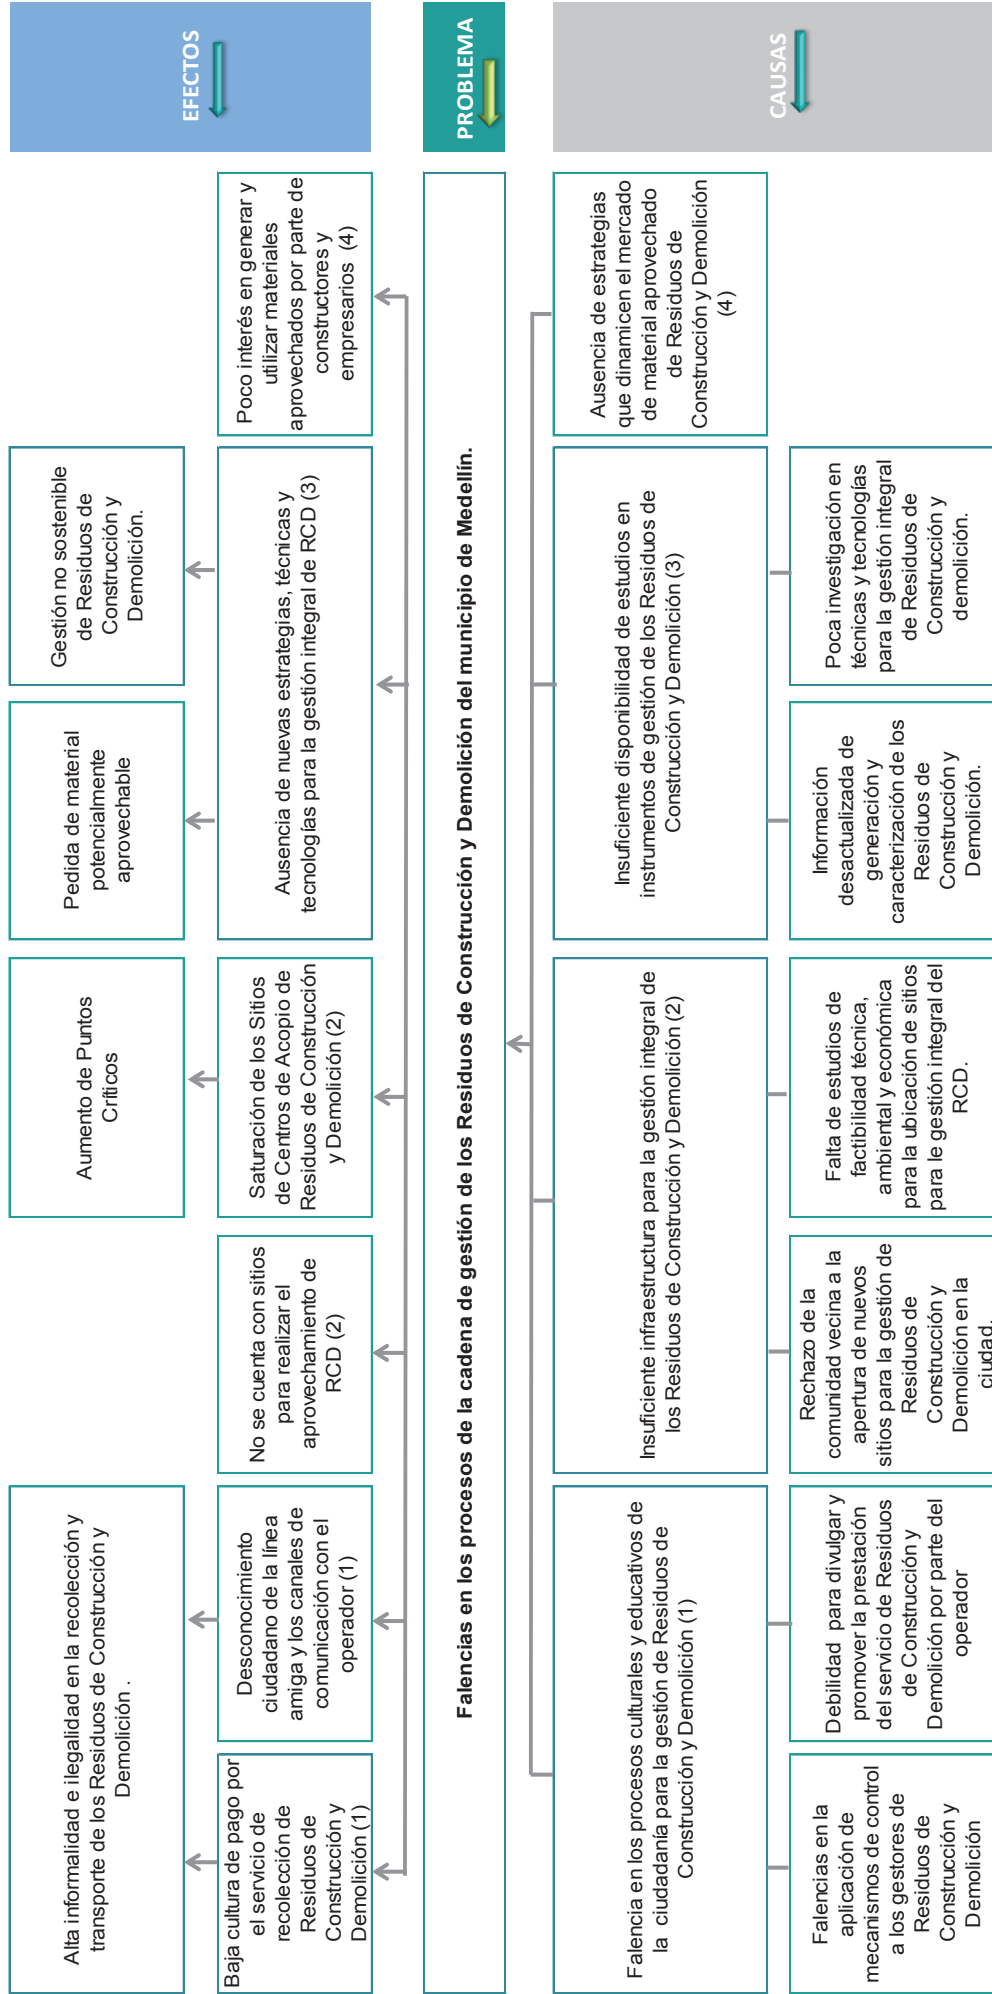 EFECTOS
Alta informalidad e ilegalidad en la recolección y
transporte de los Residuos de Construcción y
Demolición .
Aumento de Puntos
Críticos
Pedida de material
potencialmente
aprovechable
Gestión no sostenible
de Residuos de
Construcción y
Demolición.
Baja cultura de pago por
el servicio de
recolección de
Residuos de
Construcción y
Demolición (1)
Desconocimiento
ciudadano de la línea
amiga y los canales de
comunicación con el
operador (1)
No se cuenta con sitios
para realizar el
aprovechamiento de
RCD (2)
Saturación de los Sitios
de Centros de Acopio de
Residuos de Construcción
y Demolición (2)
Ausencia de nuevas estrategias, técnicas y
tecnologías para la gestión integral de RCD (3)
Poco interés en generar y
utilizar materiales
aprovechados por parte de
constructores y
empresarios (4)
PROBLEMA
Falencias en los procesos de la cadena de gestión de los Residuos de Construcción y Demolición del municipio de Medellín.
CAUSAS
Falencia en los procesos culturales y educativos de
la ciudadanía para la gestión de Residuos de
Construcción y Demolición (1)
Insuficiente infraestructura para la gestión integral de
los Residuos de Construcción y Demolición (2)
Insuficiente disponibilidad de estudios en
instrumentos de gestión de los Residuos de
Construcción y Demolición (3)
Ausencia de estrategias
que dinamicen el mercado
de material aprovechado
de Residuos de
Construcción y Demolición
(4)
Falencias en la
aplicación de
mecanismos de control
a los gestores de
Residuos de
Construcción y
Demolición
Debilidad para divulgar y
promover la prestación
del servicio de Residuos
de Construcción y
Demolición por parte del
operador
Rechazo de la
comunidad vecina a la
apertura de nuevos
sitios para la gestión de
Residuos de
Construcción y
Demolición en la
ciudad.
Falta de estudios de
factibilidad técnica,
ambiental y económica
para la ubicación de sitios
para le gestión integral del
RCD.
Información
desactualizada de
generación y
caracterización de los
Residuos de
Construcción y
Demolición.
Poca investigación en
técnicas y tecnologías
para la gestión integral
de Residuos de
Construcción y
demolición.